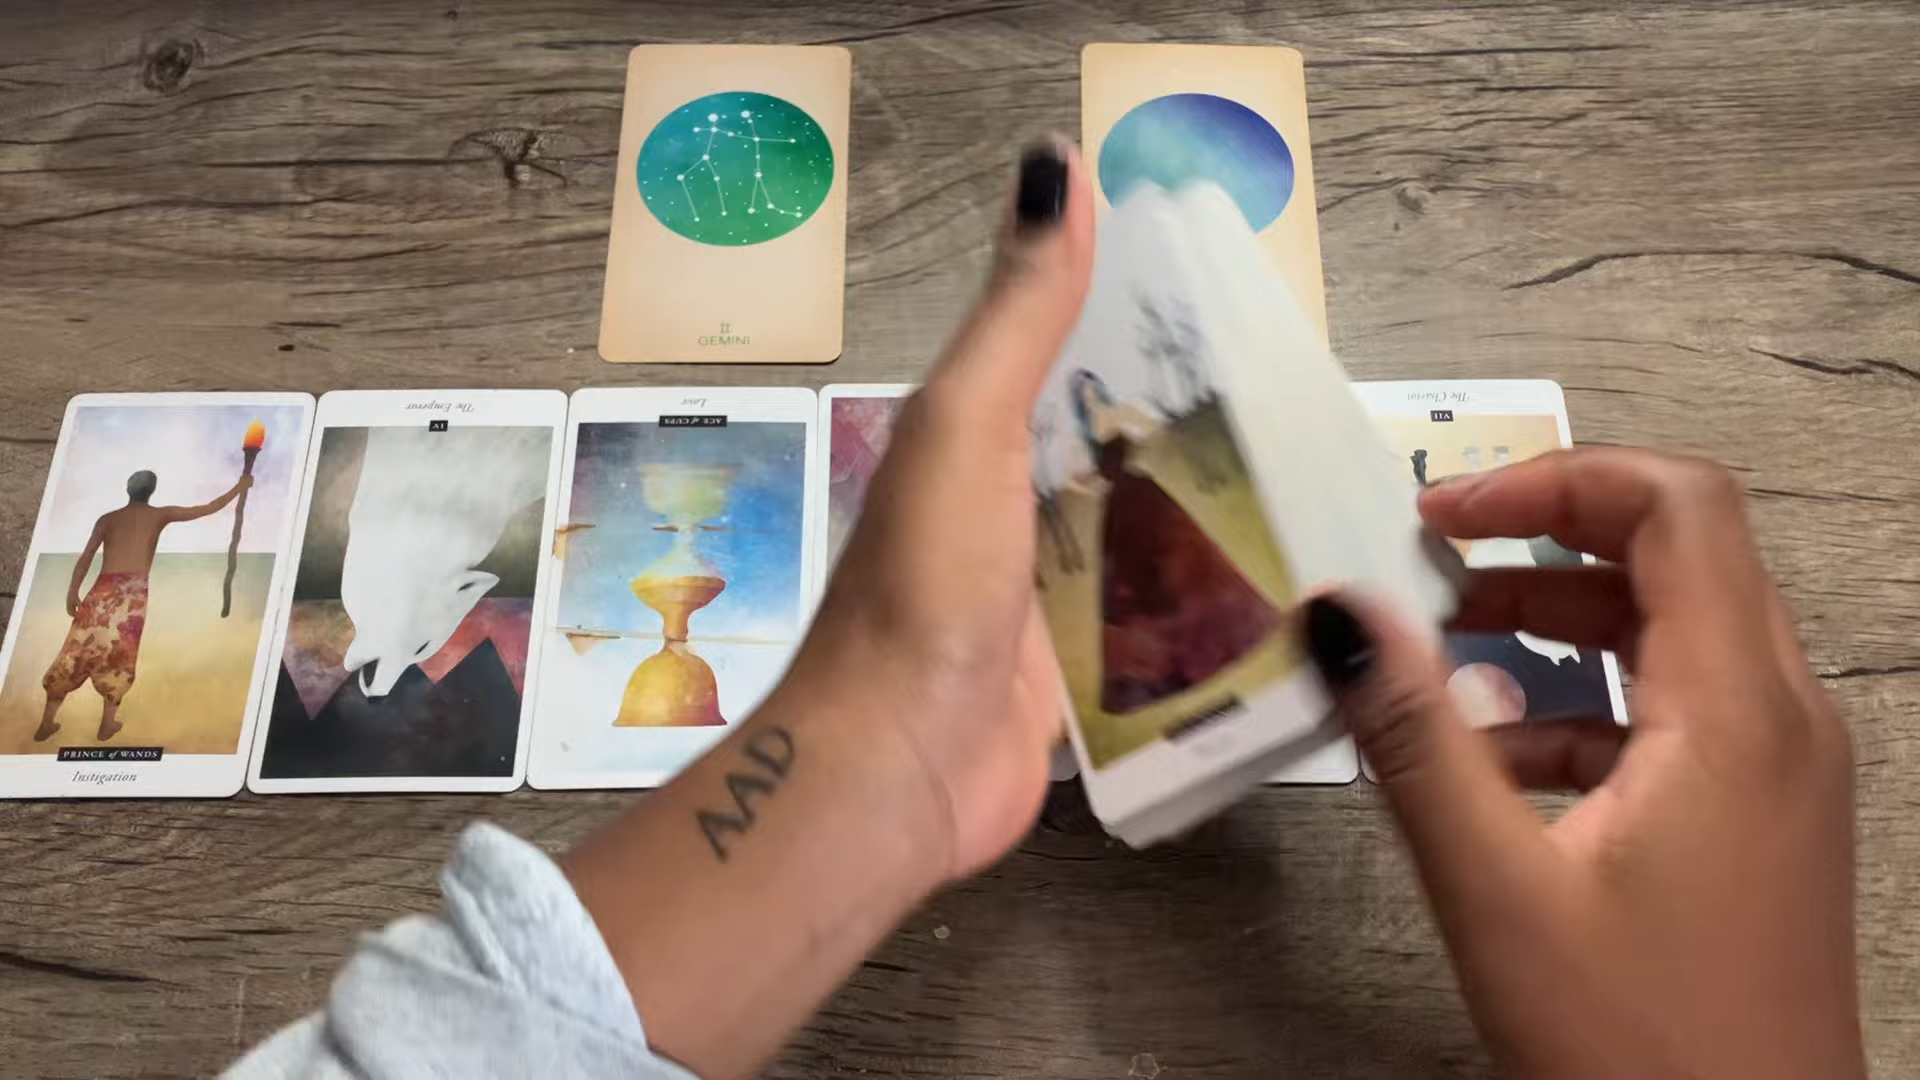 II
GEMINI
The Emperor
IV
Love
ACE of CUPS
The Chariot
VII
PRINCE of WANDS
Instigation
AAD